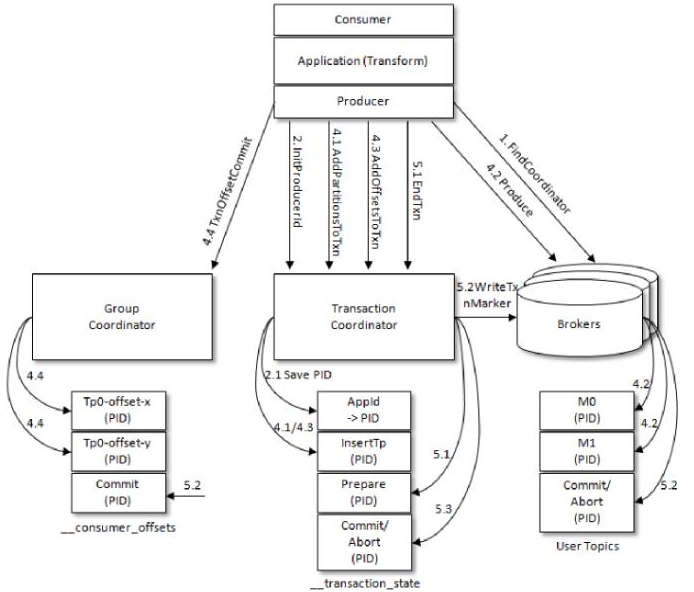 Consumer
Application (Transform)
Producer
4.4 TxnOffsetCommit
2. InitProducerId
4.1 AddPartitionsToTxn
4.3 AddOffsetsToTxn
5.1 EndTxn
4.2 Produce
1. FindCoordinator
Group
Coordinator
Transaction
Coordinator
5.2WriteTx
nMarker
Brokers
4.4
4.4
Tp0-offset-x
(PID)
Tp0-offset-y
(PID)
Commit
(PID)
5.2
__consumer_offsets
2.1 Save PID
4.1/4.3
AppId
-> PID
InsertTp
(PID)
Prepare
(PID)
Commit/
Abort
(PID)
5.1
5.3
__transaction_state
4.2
4.2
5.2
M0
(PID)
M1
(PID)
Commit/
Abort
(PID)
User Topics